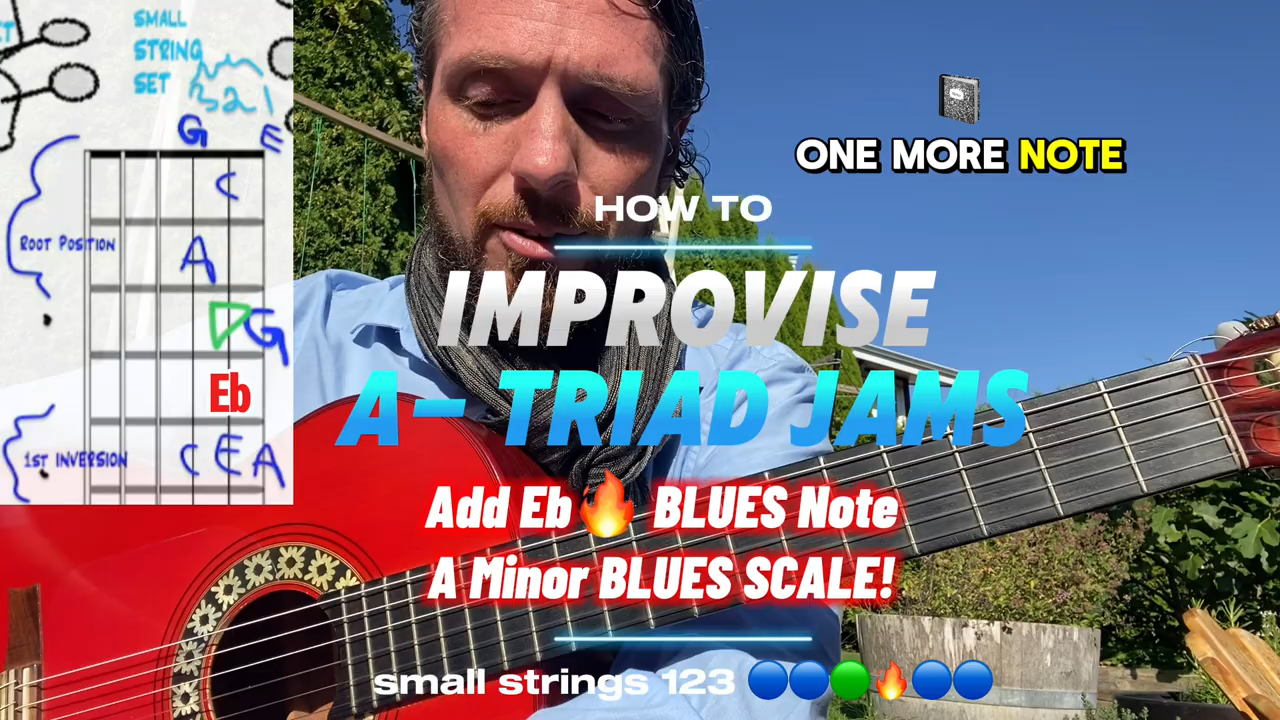 SMALL
STRING
SET
321
G E
C
ROOT POSITION
A
G
Eb
1ST INVERSION
C E A
ONE MORE NOTE
HOW TO
IMPROVISE
A- TRIAD JAMS
Add Eb🔥 BLUES Note
A Minor BLUES SCALE!
small strings 123 🔵🔵🟢🔥🔵🔵